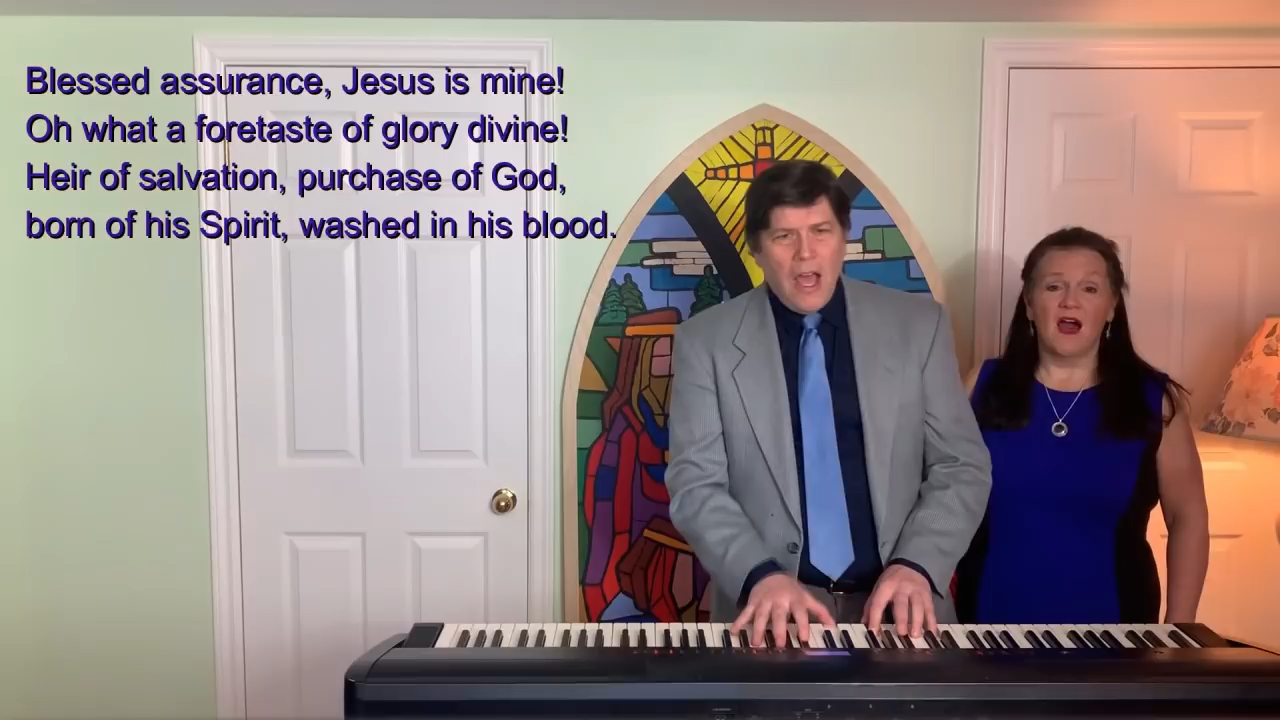 Blessed assurance, Jesus is mine!
Oh what a foretaste of glory divine!
Heir of salvation, purchase of God,
born of his Spirit, washed in his blood.